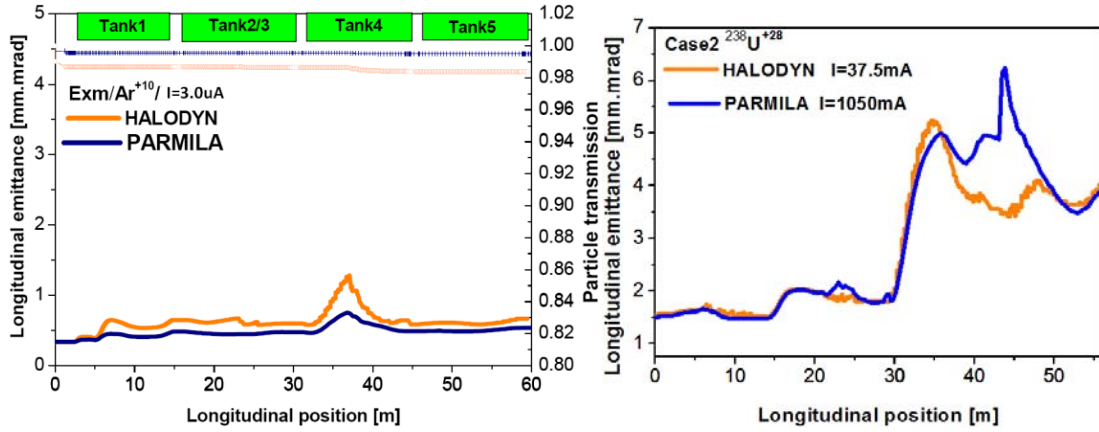 Tank1 Tank2/3 Tank4 Tank5
Exm/Ar+10/ I=3.0uA
HALODYN
PARMILA
Longitudinal emittance [mm.mrad]
5
4
3
2
1
0
1.02
1.00
0.98
0.96
0.94
0.92
0.90
0.88
0.86
0.84
0.82
0.80
Particle transmission
0 10 20 30 40 50 60
Longitudinal position [m]
Case2 238U+28
HALODYN I=37.5mA
PARMILA I=1050mA
Longitudinal emittance [mm.mrad]
7
6
5
4
3
2
1
0 10 20 30 40 50
Longitudinal position [m]